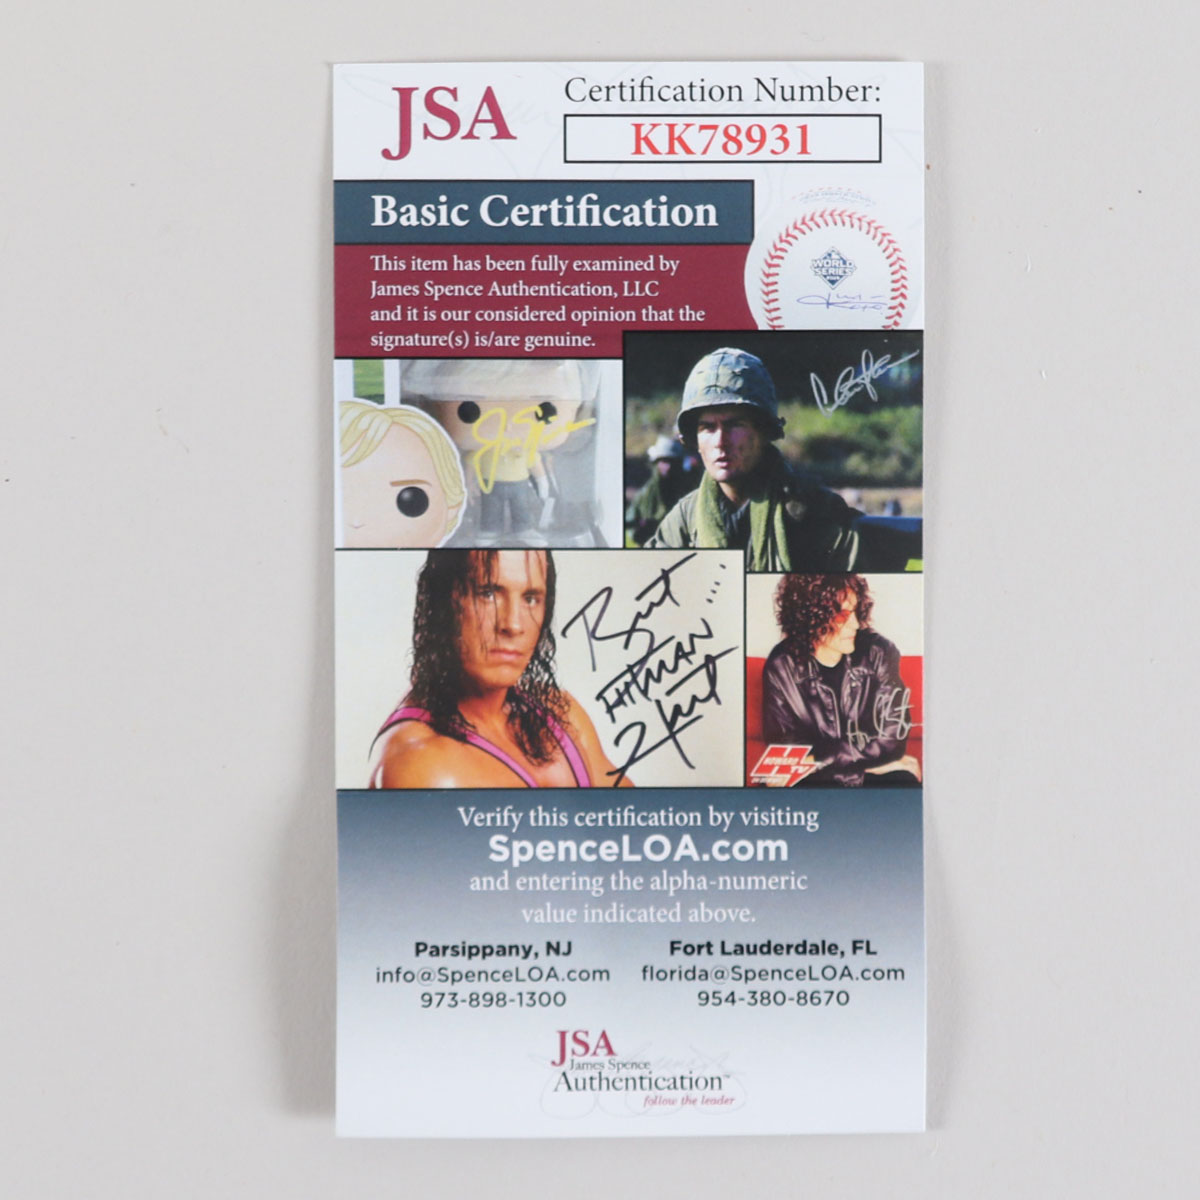 JSA
Certification Number:
KK78931
Basic Certification
This item has been fully examined by
James Spence Authentication, LLC
and it is our considered opinion that the
signature(s) is/are genuine.
WORLD
SERIES
Bret
HITMAN
Hart
HOWARD
TV
Verify this certification by visiting
SpenceLOA.com
and entering the alpha-numeric
value indicated above.
Parsippany, NJ
info@SpenceLOA.com
973-898-1300
Fort Lauderdale, FL
florida@SpenceLOA.com
954-380-8670
JSA
James Spence
Authentication™
follow the leader